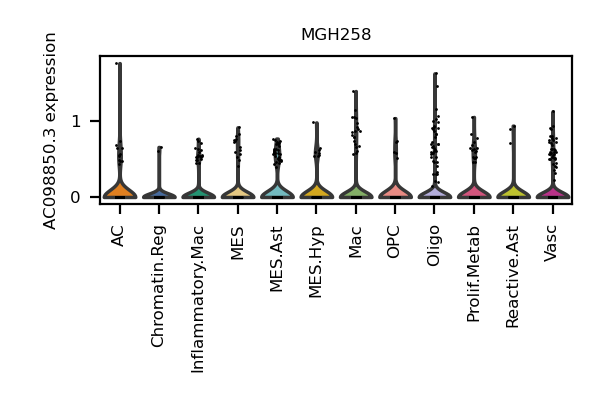 MGH258
AC098850.3 expression
1
0
AC
Chromatin.Reg
Inflammatory.Mac
MES
MES.Ast
MES.Hyp
Mac
OPC
Oligo
Prolif.Metab
Reactive.Ast
Vasc